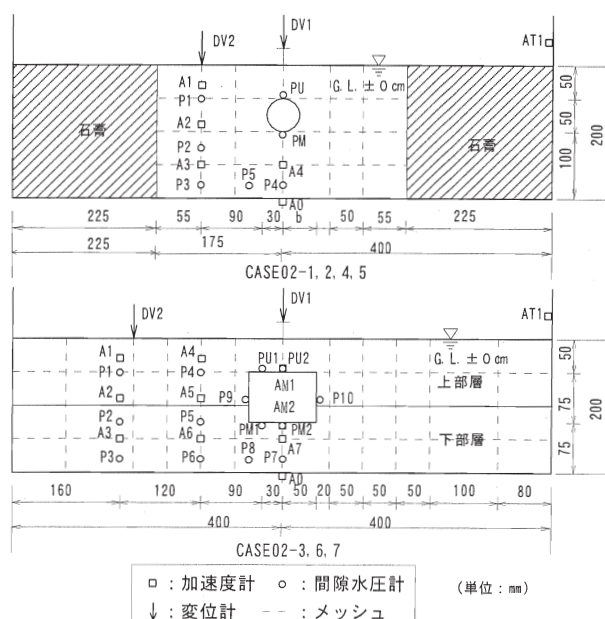 DV1
DV2
AT1
A1
PU
G. L. ±0 cm
P1
50
石膏
A2
PM
50
200
石膏
P2
A3
P5
A4
100
P3
P4
A0
225 55 90 30 b 50 55 225
225 175 400
CASE02-1, 2, 4, 5
DV1
DV2
AT1
A1 A4 PU1 PU2 G. L. ±0 cm
50
P1 P4 AM1 上部層
A2 A5 P9 P10 75
AM2
200
P2 P5
PM1 PM2
A3 A6 下部層
P8 A7 75
P3 P6 P7
A0
160 120 90 30 50 20 50 50 50 100 80
400 400
CASE02-3, 6, 7
□ : 加速度計 ○ : 間隙水圧計 (単位 : mm)
↓ : 変位計 -- : メッシュ